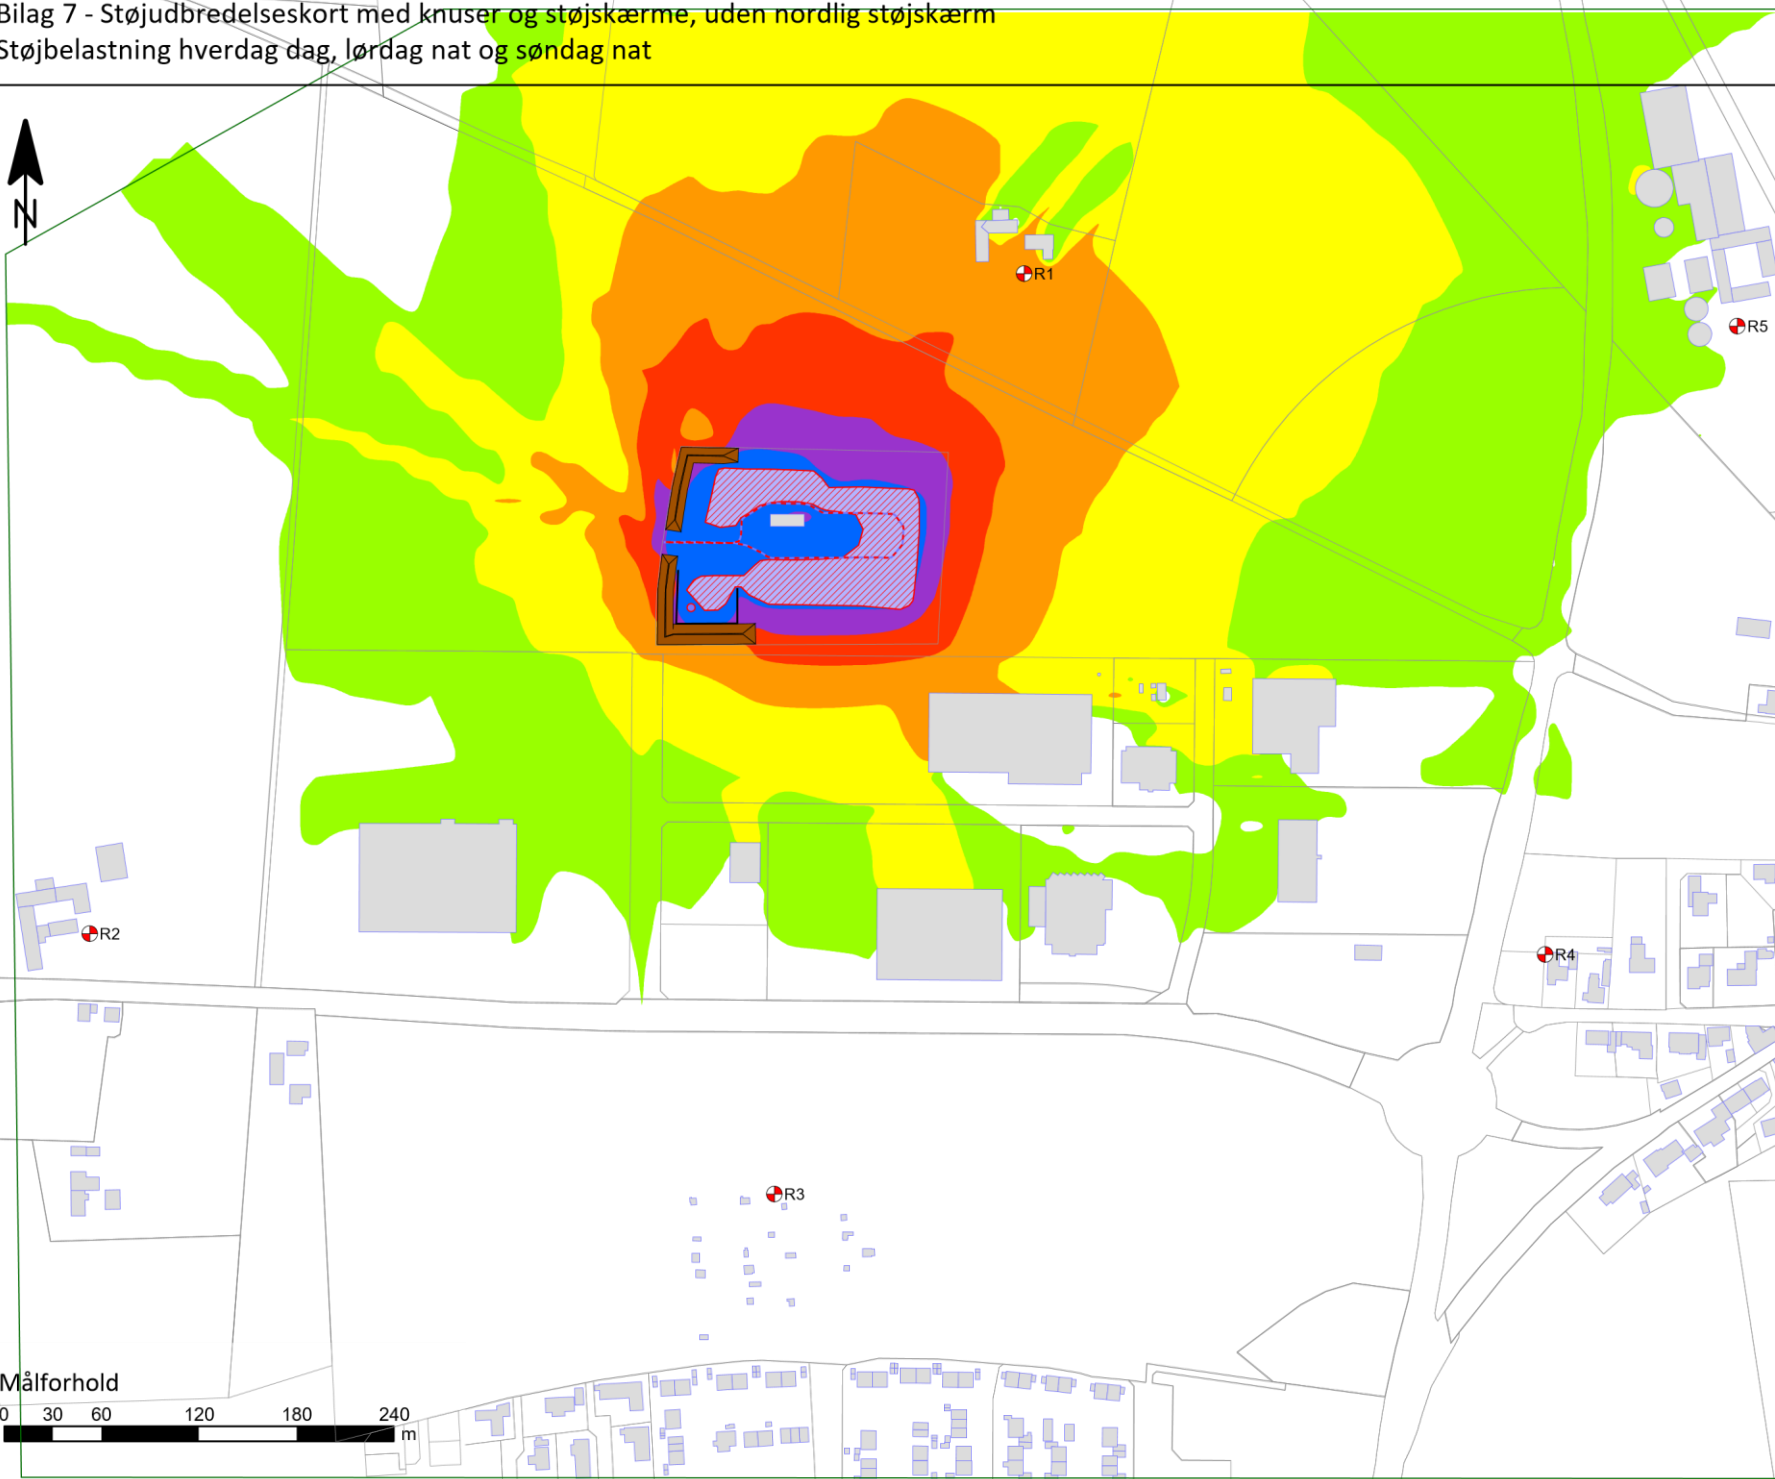 Bilag 7 - Støjudbredelseskort med knuser og støjskærme, uden nordlig støjskærm
Støjbelastning hverdag dag, lørdag nat og søndag nat
N
R1
R5
R2
R4
R3
Målforhold
0 30 60 120 180 240
m